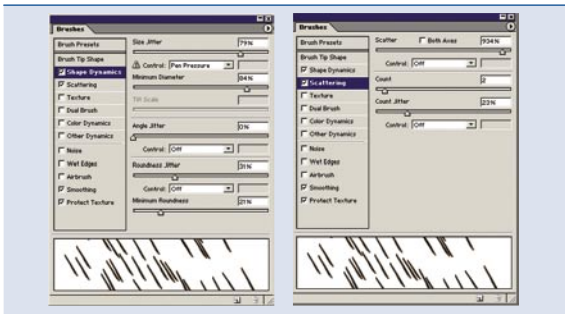 Brushes
Brush Presets
Brush Tip Shape
Shape Dynamics
Scattering
Texture
Dual Brush
Color Dynamics
Other Dynamics
Noise
Wet Edges
Airbrush
Smoothing
Protect Texture
Size Jitter 79%
Control: Pen Pressure
Minimum Diameter 84%
Tilt Scale
Angle Jitter 0%
Control: Off
Roundness Jitter 31%
Control: Off
Minimum Roundness 21%
Brushes
Brush Presets
Brush Tip Shape
Shape Dynamics
Scattering
Texture
Dual Brush
Color Dynamics
Other Dynamics
Noise
Wet Edges
Airbrush
Smoothing
Protect Texture
Scatter Both Axes 934%
Control: Off
Count 2
Count Jitter 23%
Control: Off